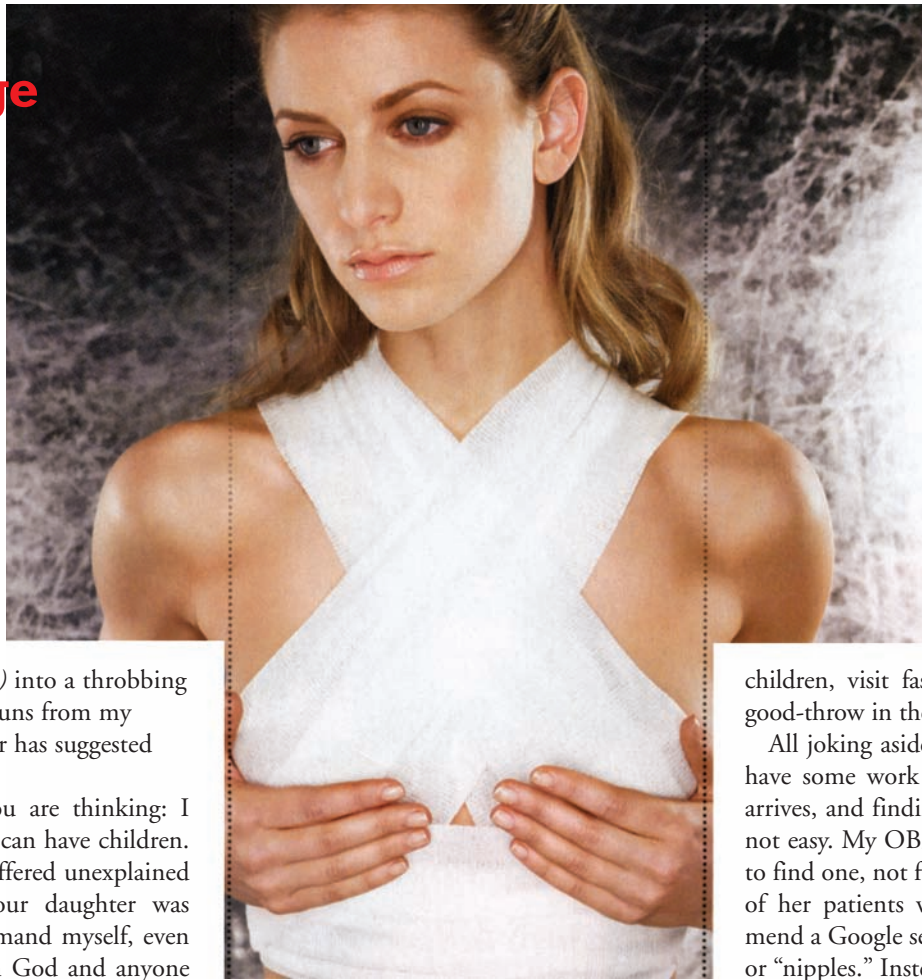 ge
) into a throbbing
uns from my
r has suggested
ou are thinking: I
can have children.
ffered unexplained
our daughter was
mand myself, even
God and anyone
children, visit fas
good-throw in the
All joking aside
have some work
arrives, and findi
not easy. My OB
to find one, not f
of her patients w
mend a Google se
or “nipples.” Inste